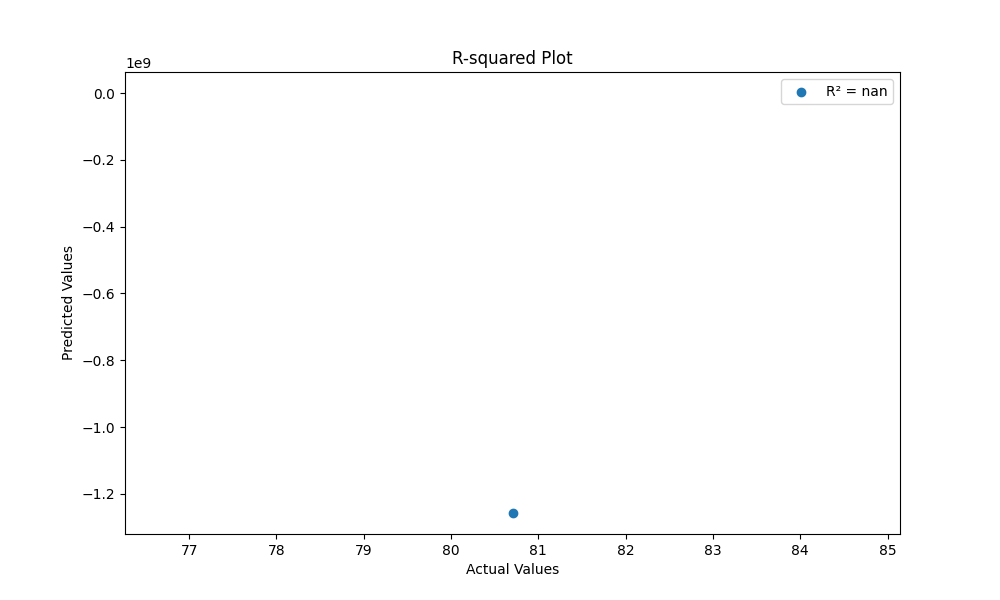 R-squared Plot
1e9
R² = nan
0.0
−0.2
−0.4
−0.6
−0.8
−1.0
−1.2
Predicted Values
77 78 79 80 81 82 83 84 85
Actual Values